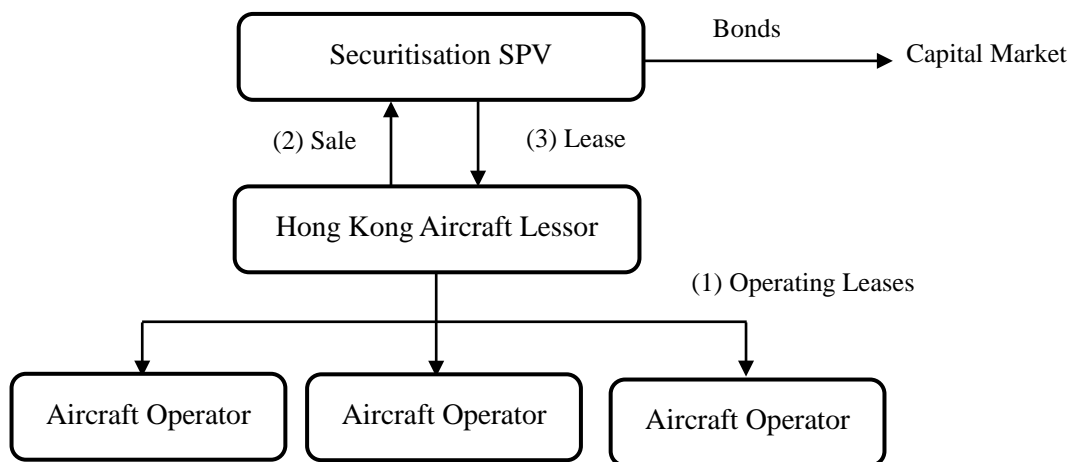 Bonds
Securitisation SPV
Capital Market
(2) Sale
(3) Lease
Hong Kong Aircraft Lessor
(1) Operating Leases
Aircraft Operator
Aircraft Operator
Aircraft Operator